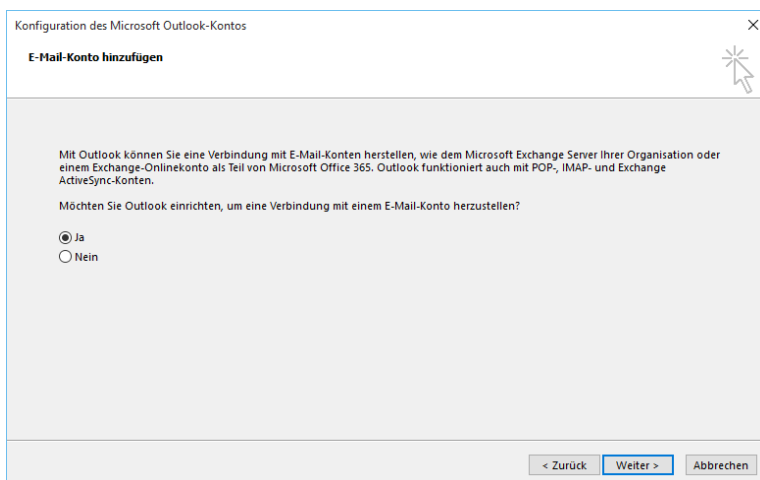 Konfiguration des Microsoft Outlook-Kontos
E-Mail-Konto hinzufügen
Mit Outlook können Sie eine Verbindung mit E-Mail-Konten herstellen, wie dem Microsoft Exchange Server Ihrer Organisation oder
einem Exchange-Onlinekonto als Teil von Microsoft Office 365. Outlook funktioniert auch mit POP-, IMAP- und Exchange
ActiveSync-Konten.
Möchten Sie Outlook einrichten, um eine Verbindung mit einem E-Mail-Konto herzustellen?
Ja
Nein
< Zurück Weiter > Abbrechen